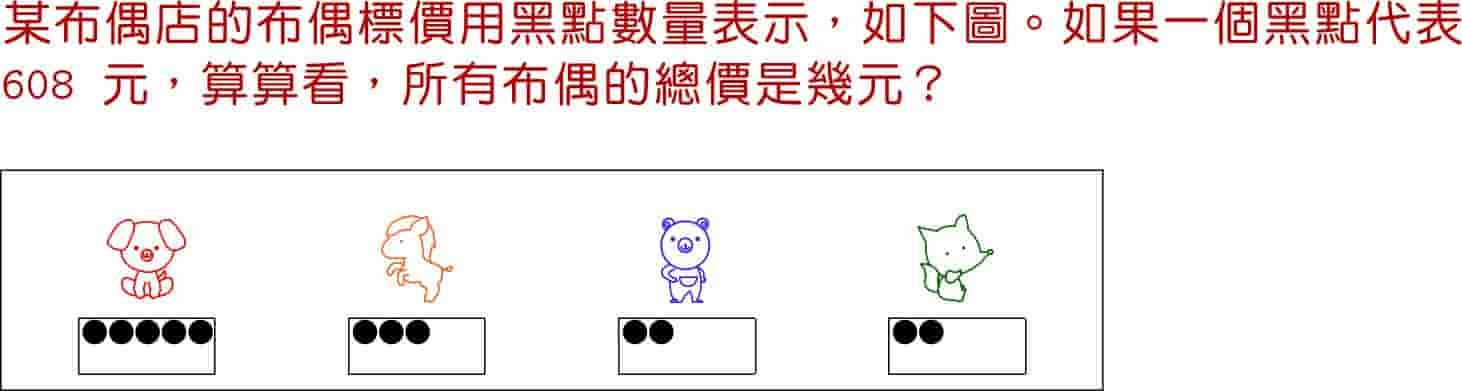 某布偶店的布偶標價用黑點數量表示，如下圖。如果一個黑點代表
608 元，算算看，所有布偶的總價是幾元？